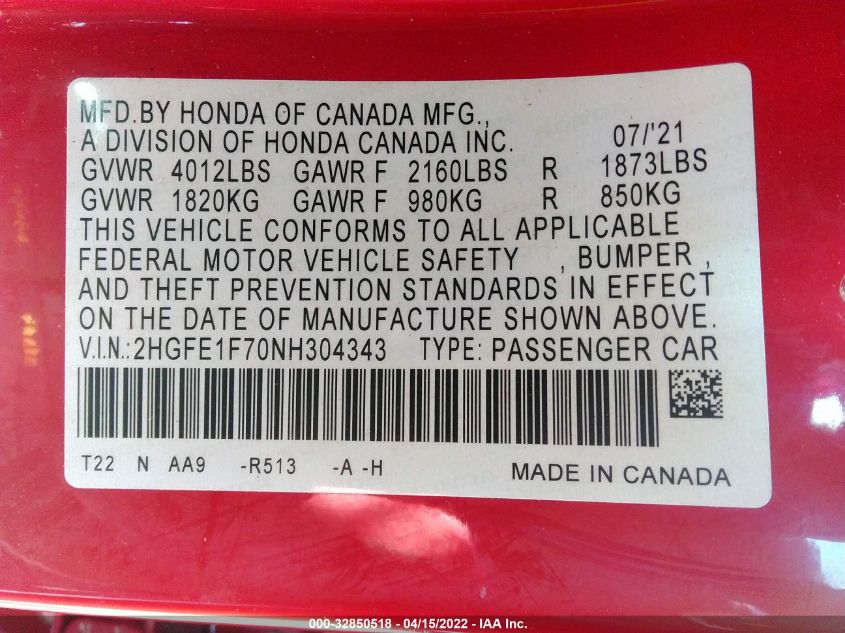 MFD.BY HONDA OF CANADA MFG.,
A DIVISION OF HONDA CANADA INC. 07/'21
GVWR 4012LBS GAWR F 2160LBS R 1873LBS
GVWR 1820KG GAWR F 980KG R 850KG
THIS VEHICLE CONFORMS TO ALL APPLICABLE
FEDERAL MOTOR VEHICLE SAFETY , BUMPER ,
AND THEFT PREVENTION STANDARDS IN EFFECT
ON THE DATE OF MANUFACTURE SHOWN ABOVE.
V.I.N.:2HGFE1F70NH304343 TYPE: PASSENGER CAR
T22 N AA9 -R513 -A -H MADE IN CANADA
000-32850518 - 04/15/2022 - IAA Inc.